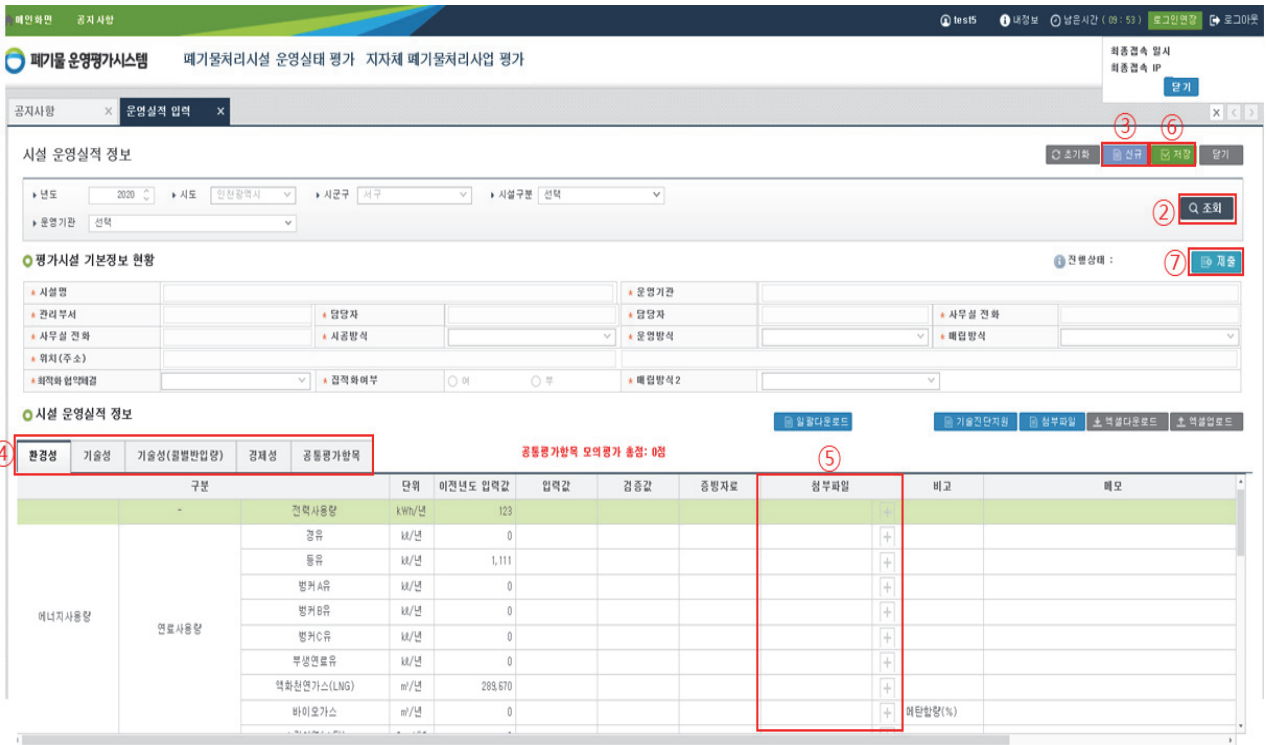 메인화면 공지사항 test5 내정보 남은시간 ( 09 : 53 ) 로그인연장 로그아웃
폐기물 운영평가시스템 폐기물처리시설 운영실태 평가 지자체 폐기물처리사업 평가
최종접속 일시
최종접속 IP
닫기
공지사항 × 운영실적 입력 × X < >
③ ⑥
시설 운영실적 정보 초기화 신규 저장 닫기
년도 2020 시도 인천광역시 시군구 서구 시설구분 선택
② 조회
운영기관 선택
평가시설 기본정보 현황 진행상태 : ⑦ 제출
* 시설명 * 운영기관
* 관리부서 * 담당자 * 담당자 * 사무실 전화
* 사무실 전화 * 시공방식 * 운영방식 * 매립방식
* 위치(주소)
* 최적화 협약체결 * 집적화여부 여 부 * 매립방식2
시설 운영실적 정보 일괄다운로드 기술진단지원 첨부파일 엑셀다운로드 엑셀업로드
④ 환경성 기술성 기술성(월별반입량) 경제성 공통평가항목 공통평가항목 모의평가 총점: 0점 ⑤
구분 단위 이전년도 입력값 입력값 검증값 증빙자료 첨부파일 비고 메모
- 전력사용량 kWh/년 123 +
경유 ㎘/년 0 +
등유 ㎘/년 1,111 +
벙커A유 ㎘/년 0 +
에너지사용량 벙커B유 ㎘/년 0 +
연료사용량 벙커C유 ㎘/년 0 +
부생연료유 ㎘/년 0 +
액화천연가스(LNG) ㎥/년 289,670 +
바이오가스 ㎥/년 0 + 메탄함량(%)